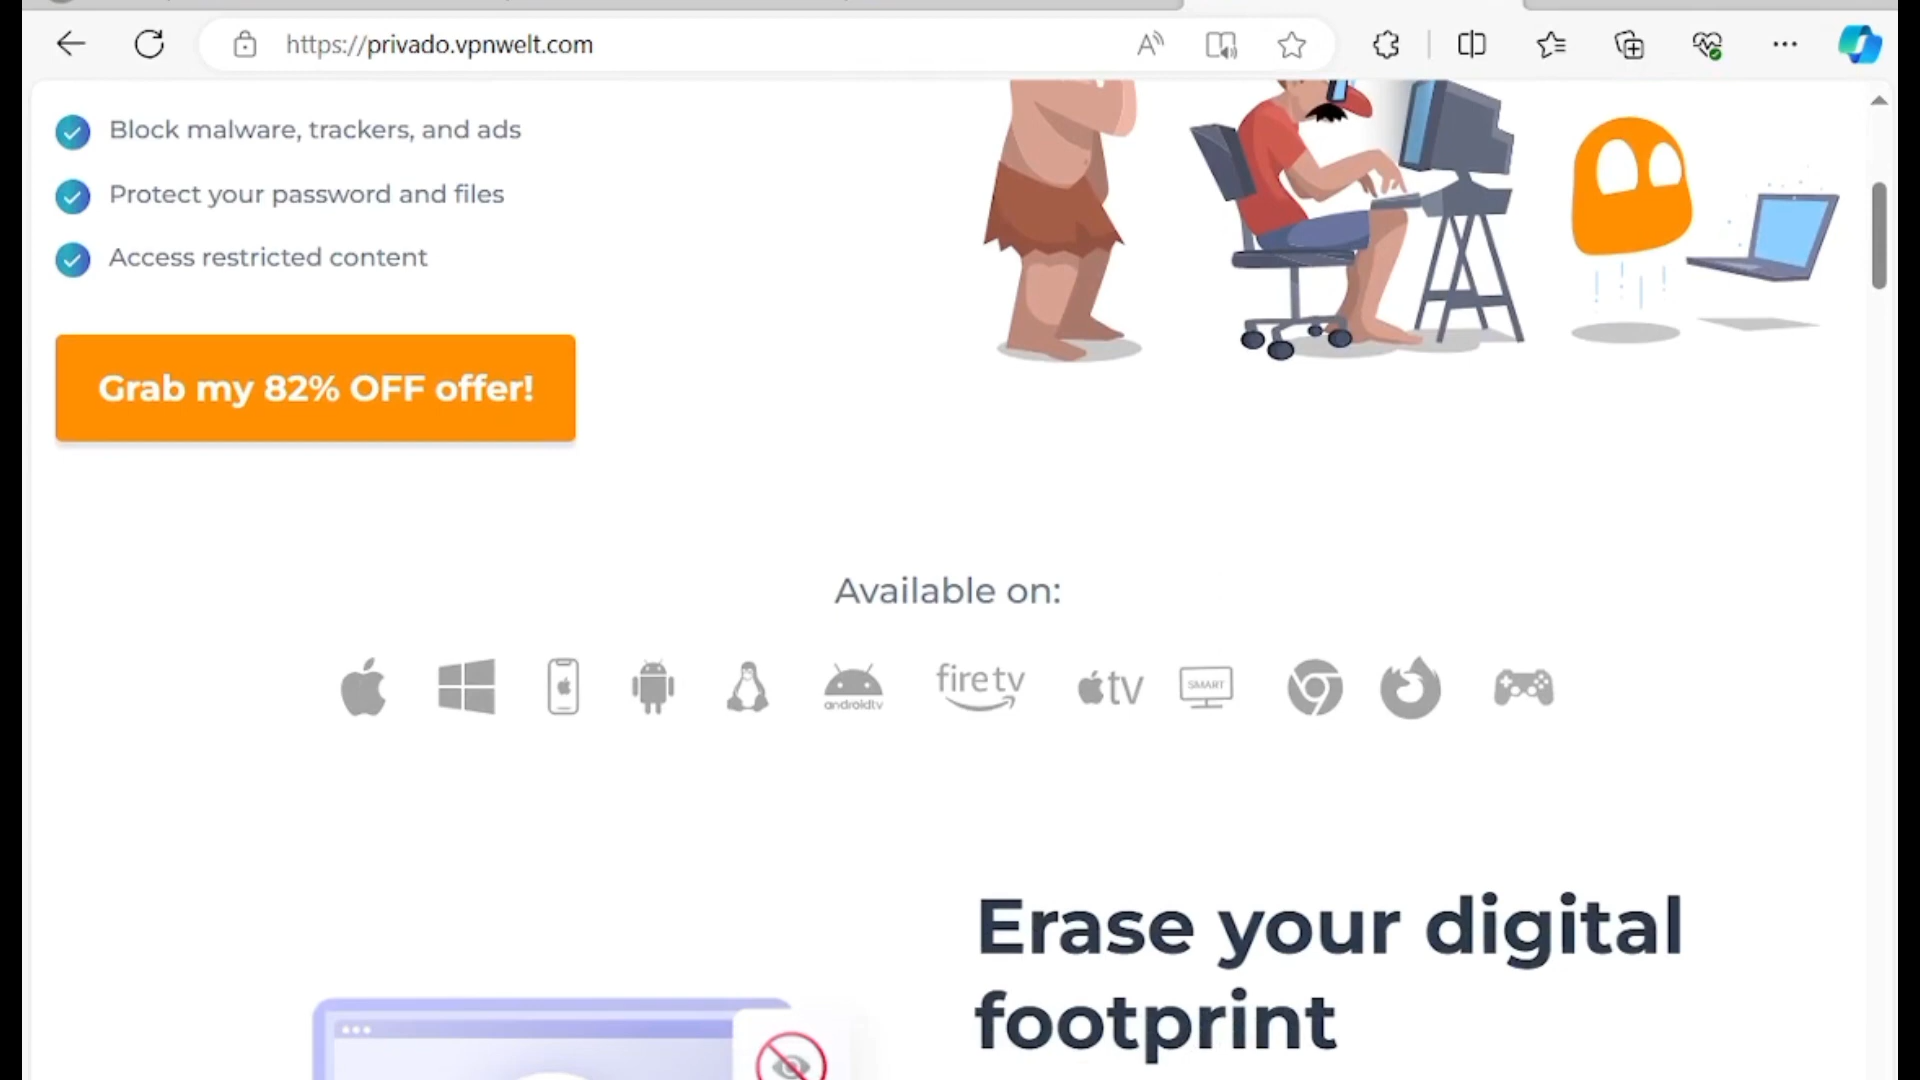 https://privado.vpnwelt.com
Block malware, trackers, and ads
Protect your password and files
Access restricted content
Grab my 82% OFF offer!
Available on:
androidtv
fire tv
tv
SMART
Erase your digital
footprint